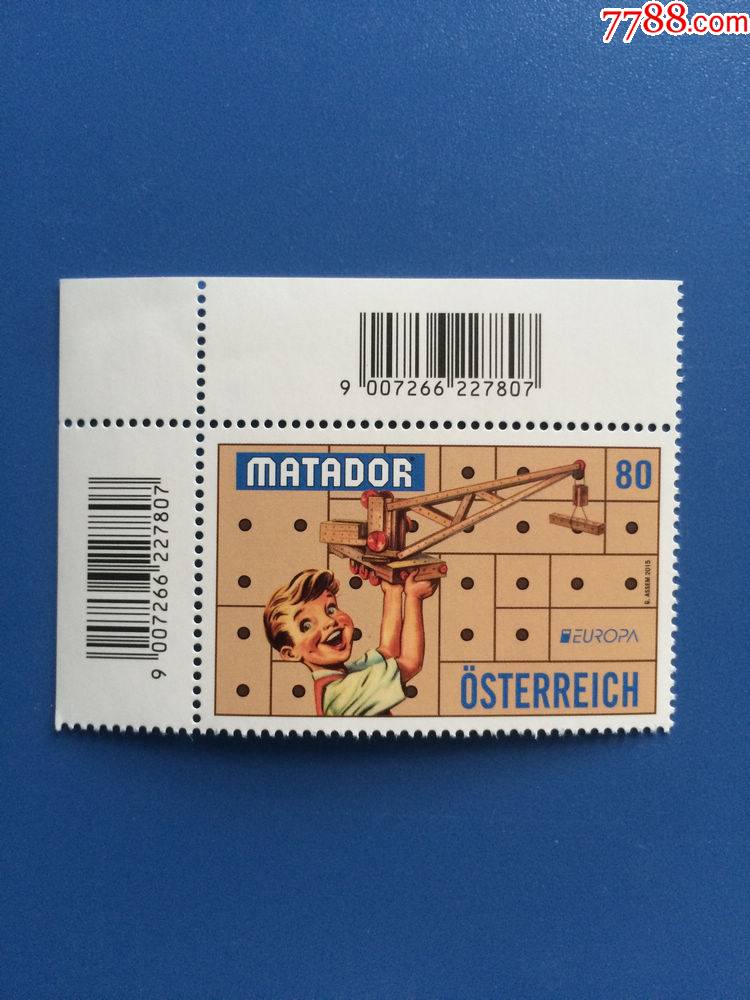 7788.com
9 007266 227807
9 007266 227807
MATADOR
80
G. ASSEM 2015
EUROPA
ÖSTERREICH